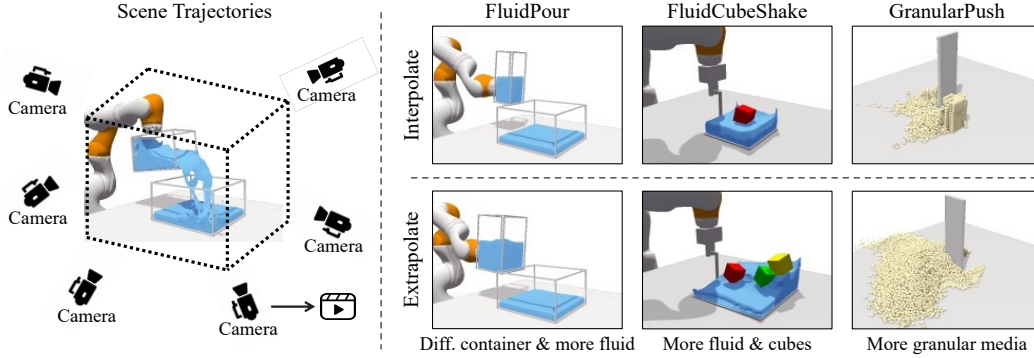 Scene Trajectories
Camera
Camera
Camera
Camera
Camera
Camera
FluidPour
FluidCubeShake
GranularPush
Interpolate
Extrapolate
Diff. container & more fluid
More fluid & cubes
More granular media